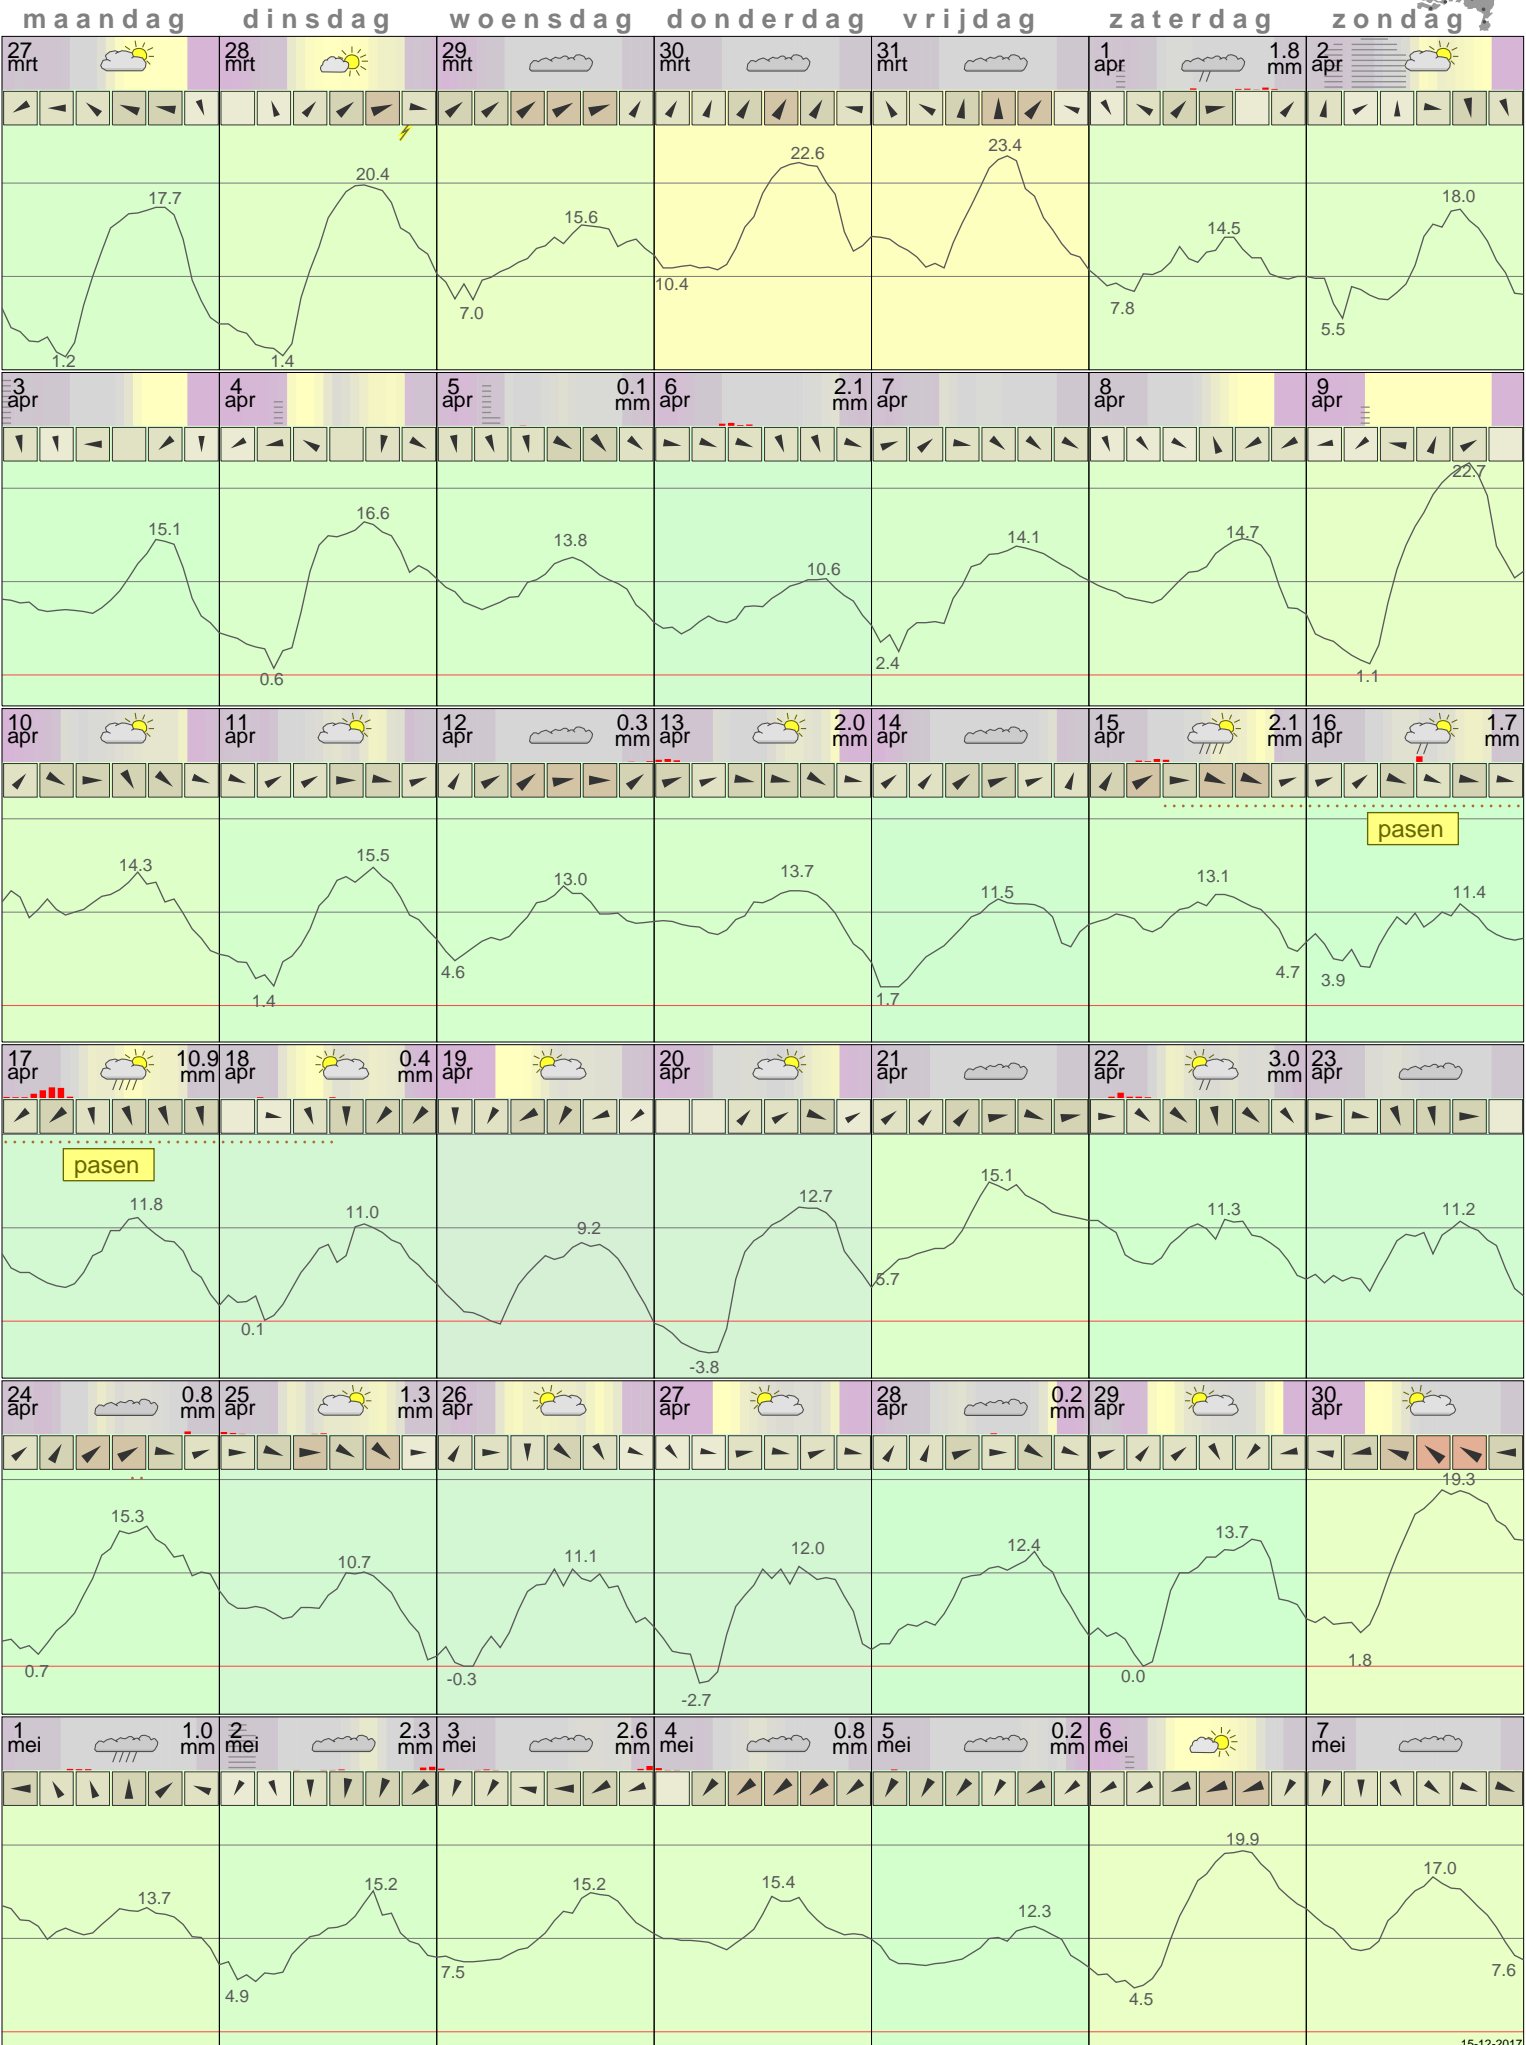 maandag dinsdag woensdag donderdag vrijdag zaterdag zondag
27 28 29 30 31 1 1.8 2
mrt mrt mrt mrt mrt apr mm apr
22.6 23.4
20.4
17.7 15.6 14.5 18.0
10.4
1.2 1.4 7.0 7.8 5.5
3 4 5 0.1 6 2.1 7 8 9
apr apr apr mm apr mm apr apr apr
22.7
15.1 16.6 13.8 10.6 14.1 14.7
0.6 2.4 1.1
10 11 12 0.3 13 2.0 14 15 2.1 16 1.7
apr apr apr mm apr mm apr apr mm apr mm
pasen
14.3 15.5 13.0 13.7 11.5 13.1 11.4
1.4 4.6 1.7 4.7 3.9
17 10.9 18 0.4 19 20 21 22 3.0 23
apr mm apr mm apr apr apr apr mm apr
pasen
11.8 11.0 9.2 12.7 15.1 11.3 11.2
0.1 -3.8 5.7
24 0.8 25 1.3 26 27 28 0.2 29 30
apr mm apr mm apr apr apr mm apr apr
15.3 10.7 11.1 12.0 12.4 13.7 19.3
0.7 -0.3 -2.7 0.0 1.8
1 1.0 2 2.3 3 2.6 4 0.8 5 0.2 6 7
mei mm mei mm mei mm mei mm mei mm mei mei
13.7 15.2 15.2 15.4 12.3 19.9 17.0
4.9 7.5 4.5 7.6
15-12-2017